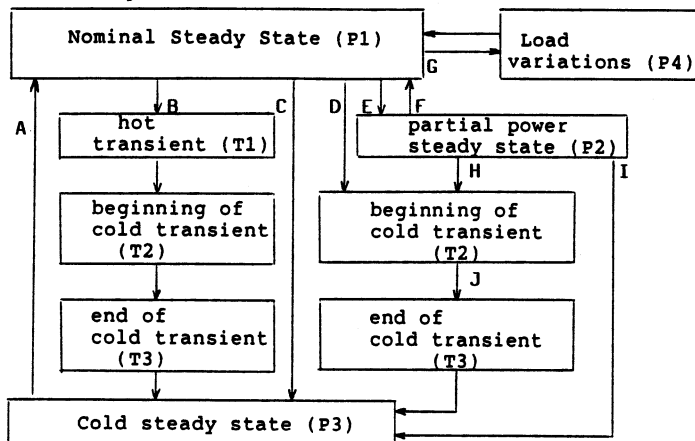 Nominal Steady State (P1)
Load
variations (P4)
G
A
B
C
D
E
F
hot
transient (T1)
partial power
steady state (P2)
H
I
beginning of
cold transient
(T2)
beginning of
cold transient
(T2)
J
end of
cold transient
(T3)
end of
cold transient
(T3)
Cold steady state (P3)